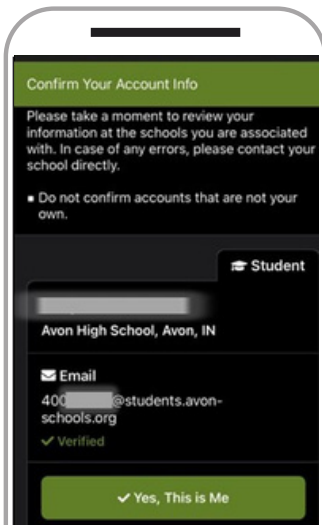 Confirm Your Account Info
Please take a moment to review your
information at the schools you are associated
with. In case of any errors, please contact your
school directly.
▪ Do not confirm accounts that are not your
own.
Student
Avon High School, Avon, IN
Email
400 @students.avon-
schools.org
✓ Verified
✓ Yes, This is Me